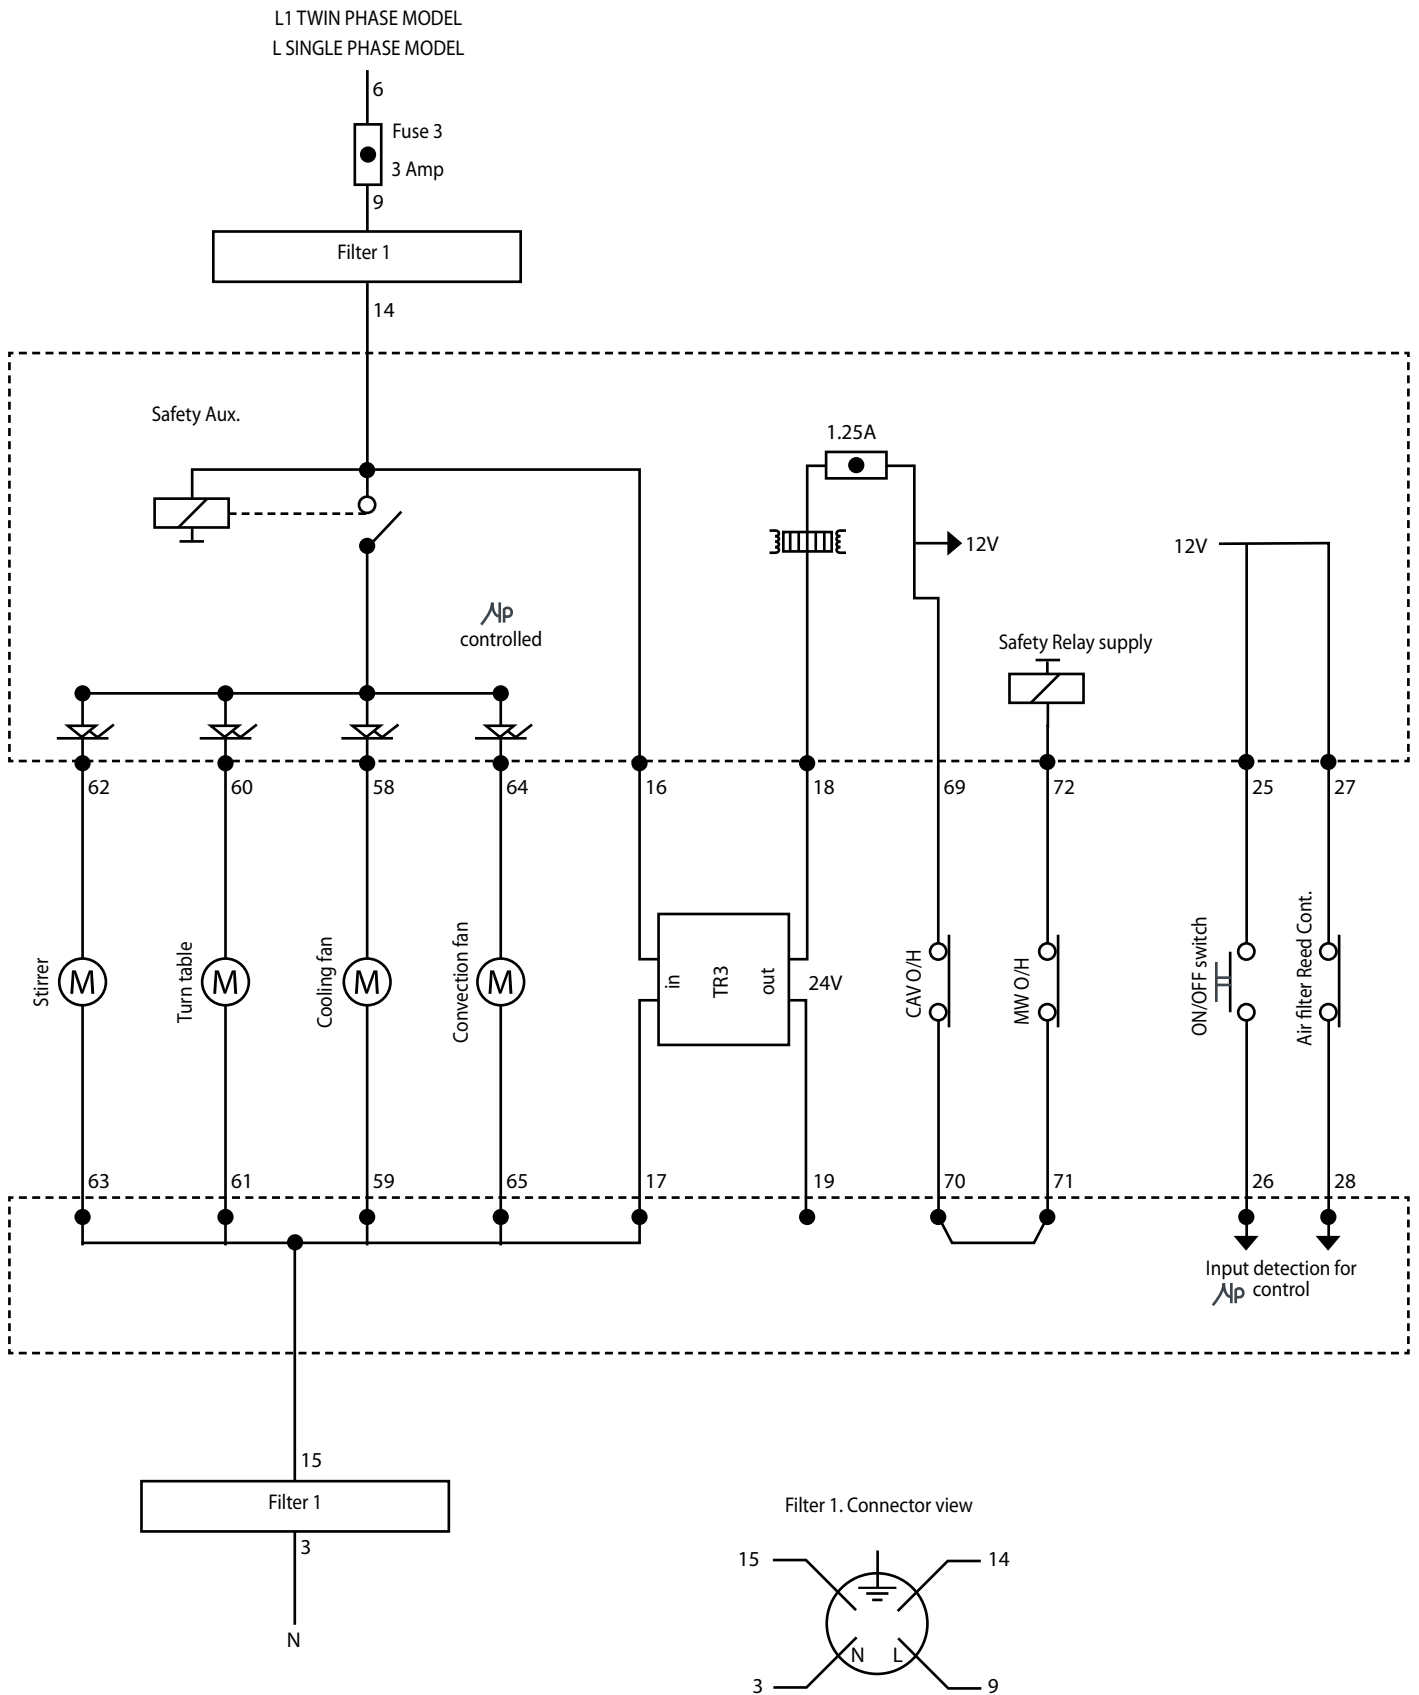 L1 TWIN PHASE MODEL
L SINGLE PHASE MODEL
6
Fuse 3
3 Amp
9
Filter 1
14
Safety Aux.
1.25A
12V
12V
controlled
Safety Relay supply
62
60
58
64
16
18
69
72
25
27
Stirrer
M
Turn table
M
Cooling fan
M
Convection fan
M
in
TR3
out
24V
CAV O/H
MW O/H
ON/OFF switch
Air filter Reed Cont.
63
61
59
65
17
19
70
71
26
28
Input detection for
control
15
Filter 1
3
N
Filter 1. Connector view
15
14
N
L
3
9